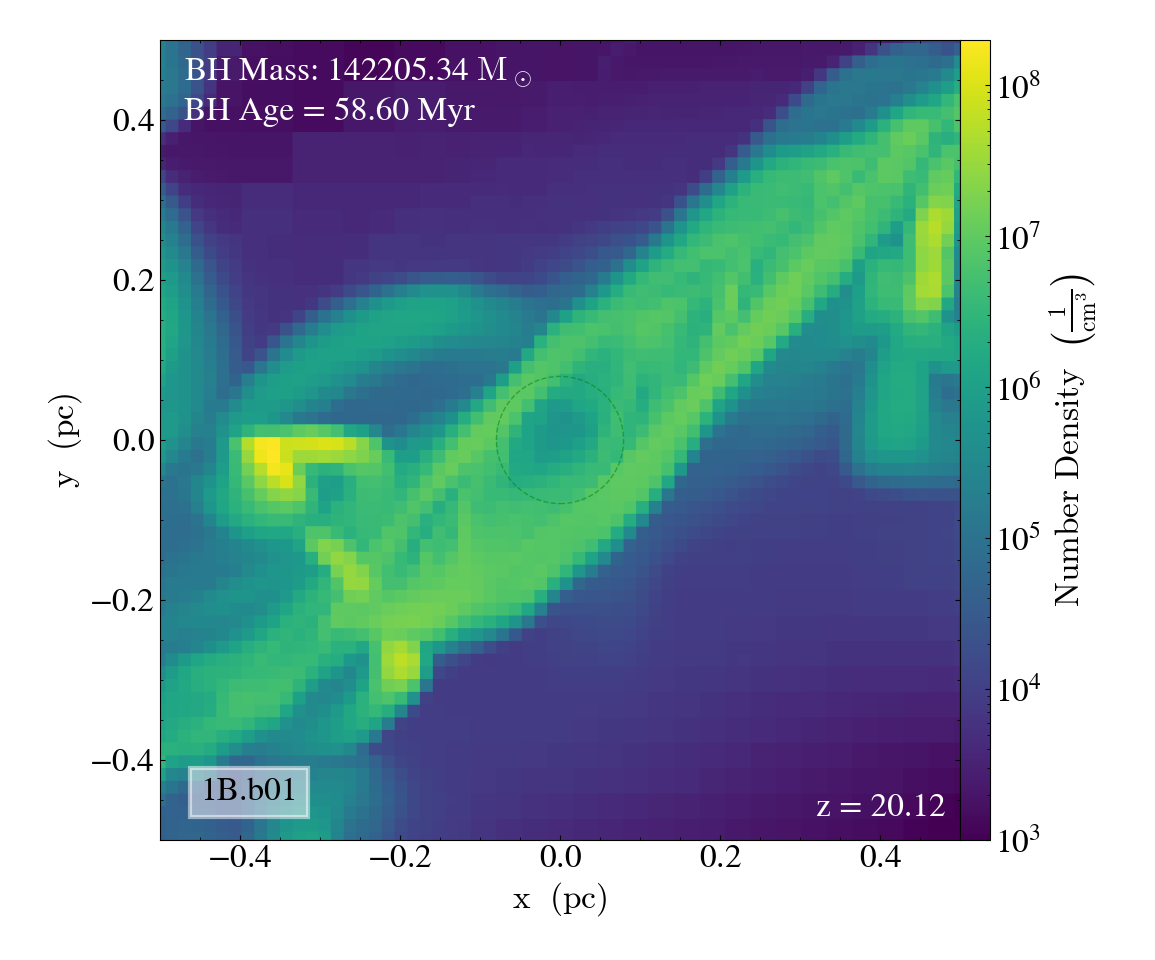 BH Mass: 142205.34 M⊙
BH Age = 58.60 Myr
0.4
0.2
0.0
−0.2
−0.4
y (pc)
1B.b01
z = 20.12
−0.4 −0.2 0.0 0.2 0.4
x (pc)
10⁸
10⁷
10⁶
10⁵
10⁴
10³
Number Density (1/cm³)